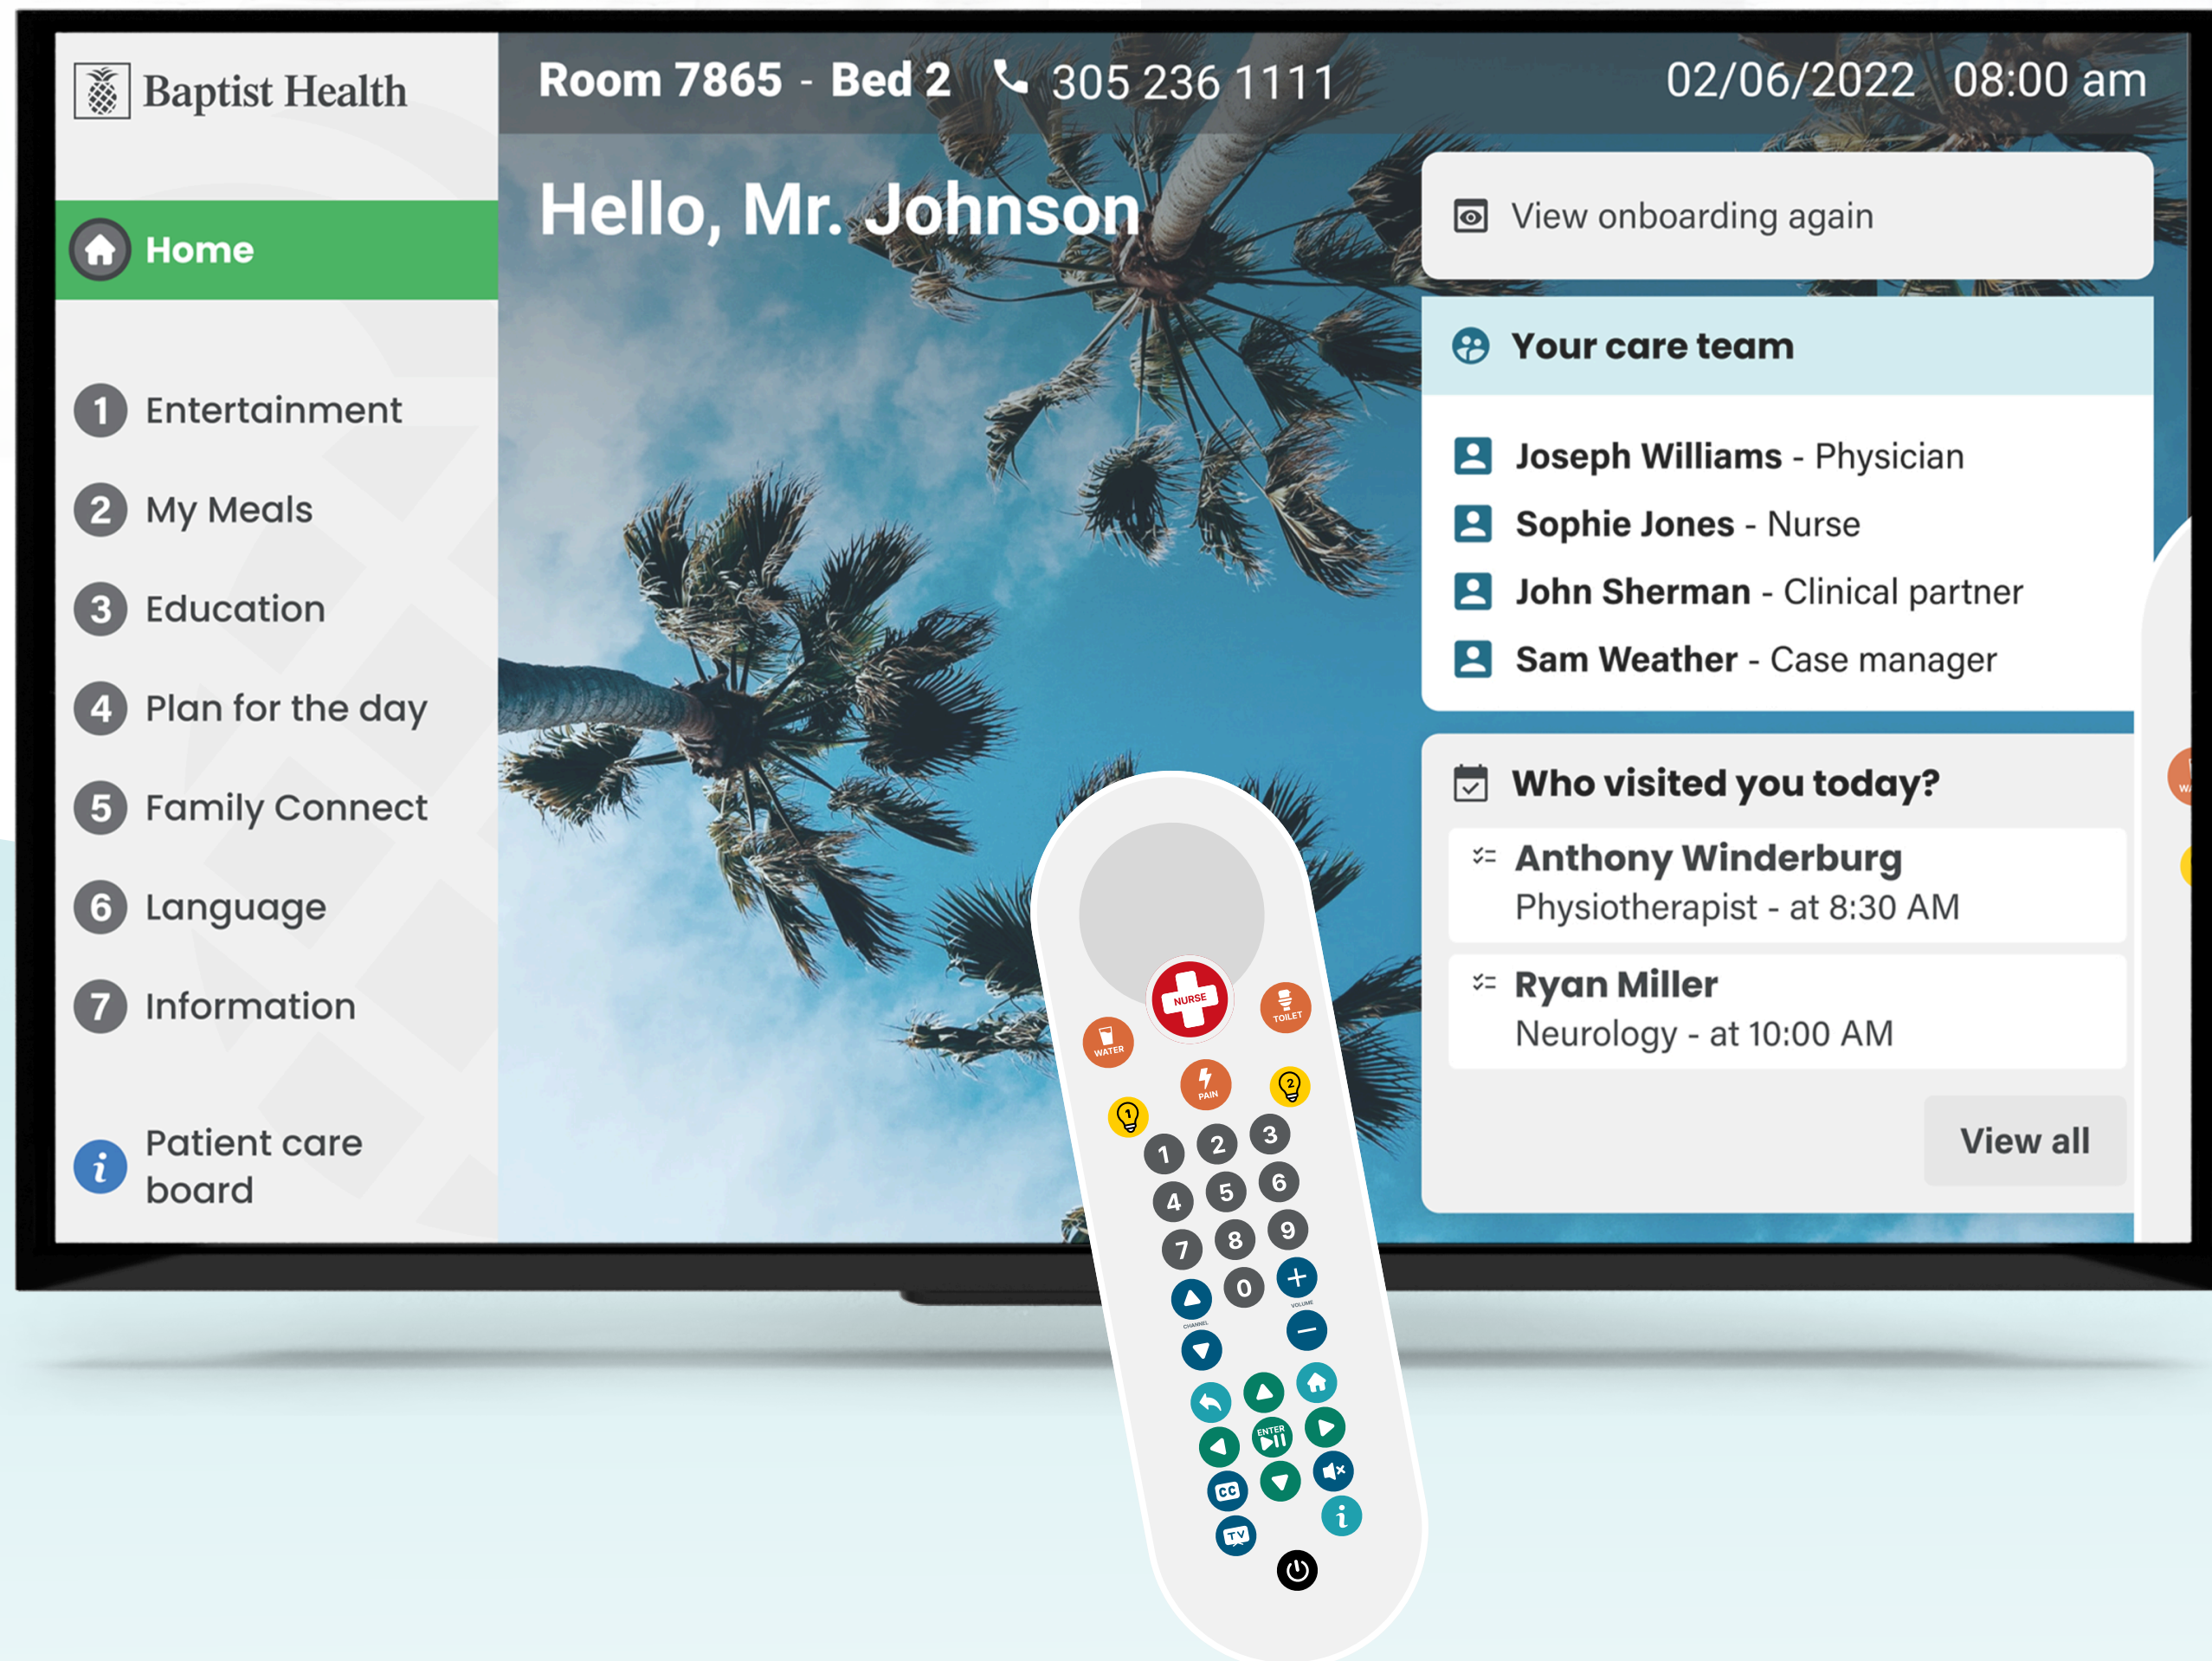 Baptist Health
Room 7865 - Bed 2 305 236 1111
02/06/2022 08:00 am
Home
1 Entertainment
2 My Meals
3 Education
4 Plan for the day
5 Family Connect
6 Language
7 Information
i Patient care
board
Hello, Mr. Johnson
View onboarding again
Your care team
Joseph Williams - Physician
Sophie Jones - Nurse
John Sherman - Clinical partner
Sam Weather - Case manager
Who visited you today?
Anthony Winderburg
Physiotherapist - at 8:30 AM
Ryan Miller
Neurology - at 10:00 AM
View all
NURSE
TOILET
WATER
PAIN
1
2
1 2 3
4 5 6
7 8 9
0
VOLUME
CHANNEL
ENTER
CC
TV
i